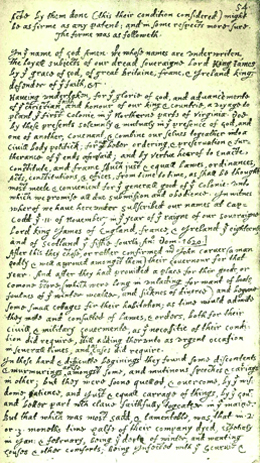 54
acte by them done (this their condition considered) might
be as firme as any patent; and in some respects more sure.
The forme was as followeth.
In yᵉ name of God Amen. We whose names are underwriten,
the loyall subjects of our dread soveraigne Lord King James,
by yᵉ grace of God, of great Britaine, franc, & Ireland king,
defender of yᵉ faith, &c.
Haveing undertaken, for yᵉ glorie of God, and advancemente
of yᵉ christian faith and honour of our king & countrie, a voyage to
plant yᵉ first colonie in yᵉ Northerne parts of Virginia. doe
by these presents solemnly & mutualy in yᵉ presence of God, and
one of another, covenant, & combine our selves togeather into a
civill body politick; for our better ordering, & preservation & fur-
therance of yᵉ ends aforesaid; and by vertue hearof to enacte,
constitute, and frame shuch just & equall lawes, ordinances,
Acts, constitutions, & offices, from time to time, as shall be thought
most meete & convenient for yᵉ generall good of yᵉ Colonie: unto
which we promise all due submission and obedience. In witnes
wherof we have hereunder subscribed our names at Cap-
Codd yᵉ .11. of November, in yᵉ year of yᵉ raigne of our soveraigne
Lord king James of England, france, & Ireland yᵉ eighteenth
and of Scotland yᵉ fiftie fourth. Ano: Dom. 1620.
After this they chose, or rather confirmed mʳ John Carver (a man
godly & well approved amongst them) their Governour for that
year. And after they had provided a place for their goods, or
comone store, (which were long in unlading for want of boats,
foulnes of yᵉ winter weather, and sicknes of diverce) and begune
some small cottages for their habitation; as time would admitte
they mette and consulted of lawes, & orders, both for their
civill & military Govermente, as yᵉ necessitie of their condi-
tion did require, still adding therunto as urgent occasion
in severall times, and as cases did require.
In these hard & difficulte beginings they found some discontents
& murmurings arise amongst some, and mutinous speeches & carriags
in other; but they were soone quelled, & overcome, by yᵉ wis-
dome, patience, and just & equall carrage of things, by yᵉ Govʳ
and better part wᶜʰ clave faithfully togeather in yᵉ maine.
But that which was most sadd, & lamentable, was, that in .2.
or .3. moneths time halfe of their company dyed, espetialy
in Jan: & february, being yᵉ depth of winter, and wanting
houses & other comforts; being infected with yᵉ scurvie &